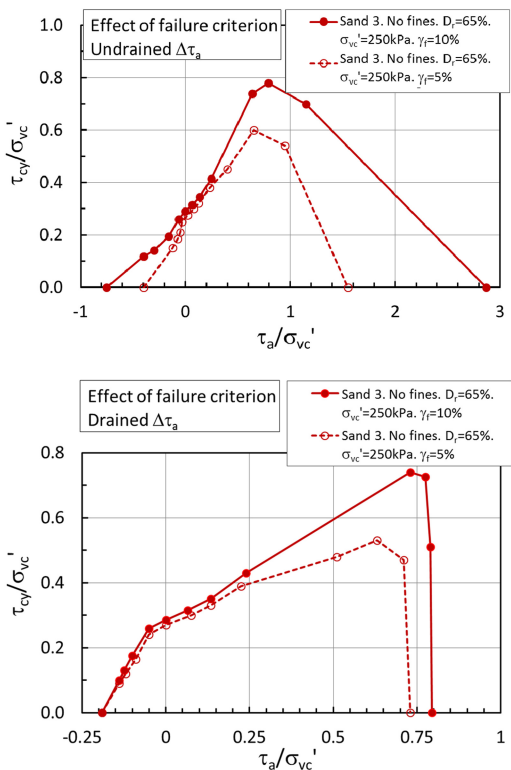 Effect of failure criterion
Undrained Δτa
Sand 3. No fines. Dr=65%.
σvc'=250kPa. γf=10%
Sand 3. No fines. Dr=65%.
σvc'=250kPa. γf=5%
τcy/σvc'
1.0
0.8
0.6
0.4
0.2
0.0
-1 0 1 2 3
τa/σvc'
Effect of failure criterion
Drained Δτa
Sand 3. No fines. Dr=65%.
σvc'=250kPa. γf=10%
Sand 3. No fines. Dr=65%.
σvc'=250kPa. γf=5%
τcy/σvc'
0.8
0.6
0.4
0.2
0.0
-0.25 0 0.25 0.5 0.75 1
τa/σvc'